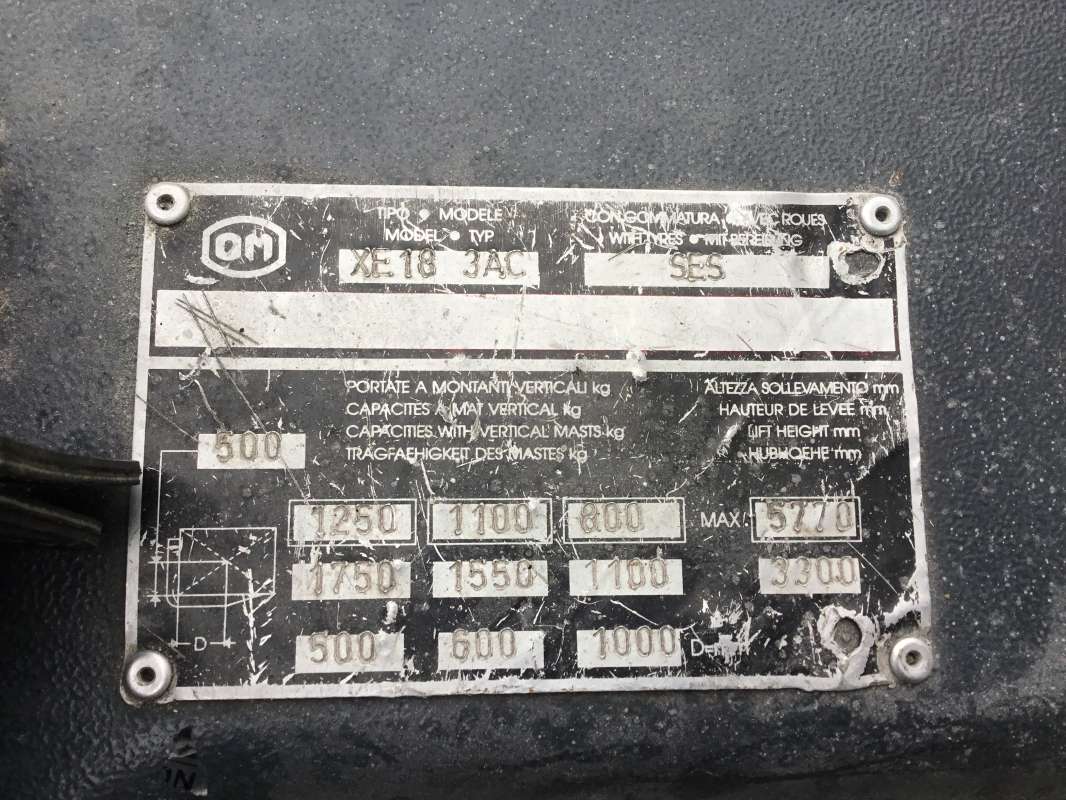 OM
TIPO • MODELE
MODEL • TYP
XE18 3AC
CON GOMMATURA • AVEC ROUES
WITH TYRES • MIT BEREIFUNG
SES
PORTATE A MONTANTI VERTICALI kg
CAPACITES A MAT VERTICAL kg
CAPACITIES WITH VERTICAL MASTS kg
TRAGFAEHIGKEIT DES MASTES kg
ALTEZZA SOLLEVAMENTO mm
HAUTEUR DE LEVÉE mm
LIFT HEIGHT mm
HUBHOEHE mm
500
1250 1100 800 MAX 5770
1750 1550 1100 3300
500 600 1000 D=mm
D